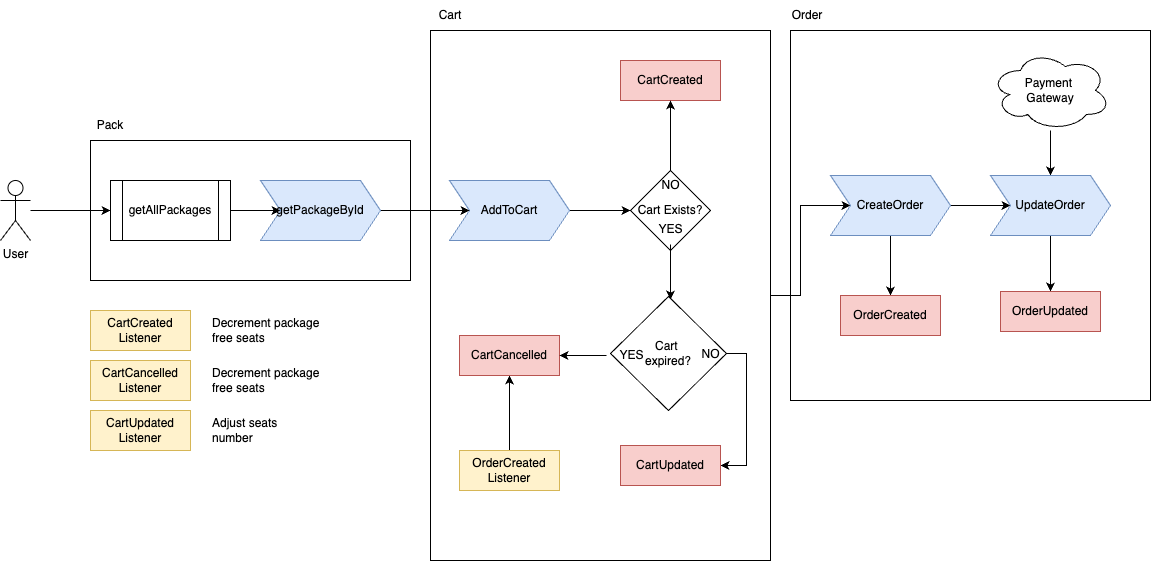 Cart
Order
CartCreated
Payment
Gateway
Pack
User
getAllPackages
getPackageById
AddToCart
NO
Cart Exists?
YES
CreateOrder
UpdateOrder
CartCreated
Listener
Decrement package
free seats
CartCancelled
Listener
Decrement package
free seats
CartUpdated
Listener
Adjust seats
number
CartCancelled
YES
Cart
expired?
NO
OrderCreated
Listener
CartUpdated
OrderCreated
OrderUpdated